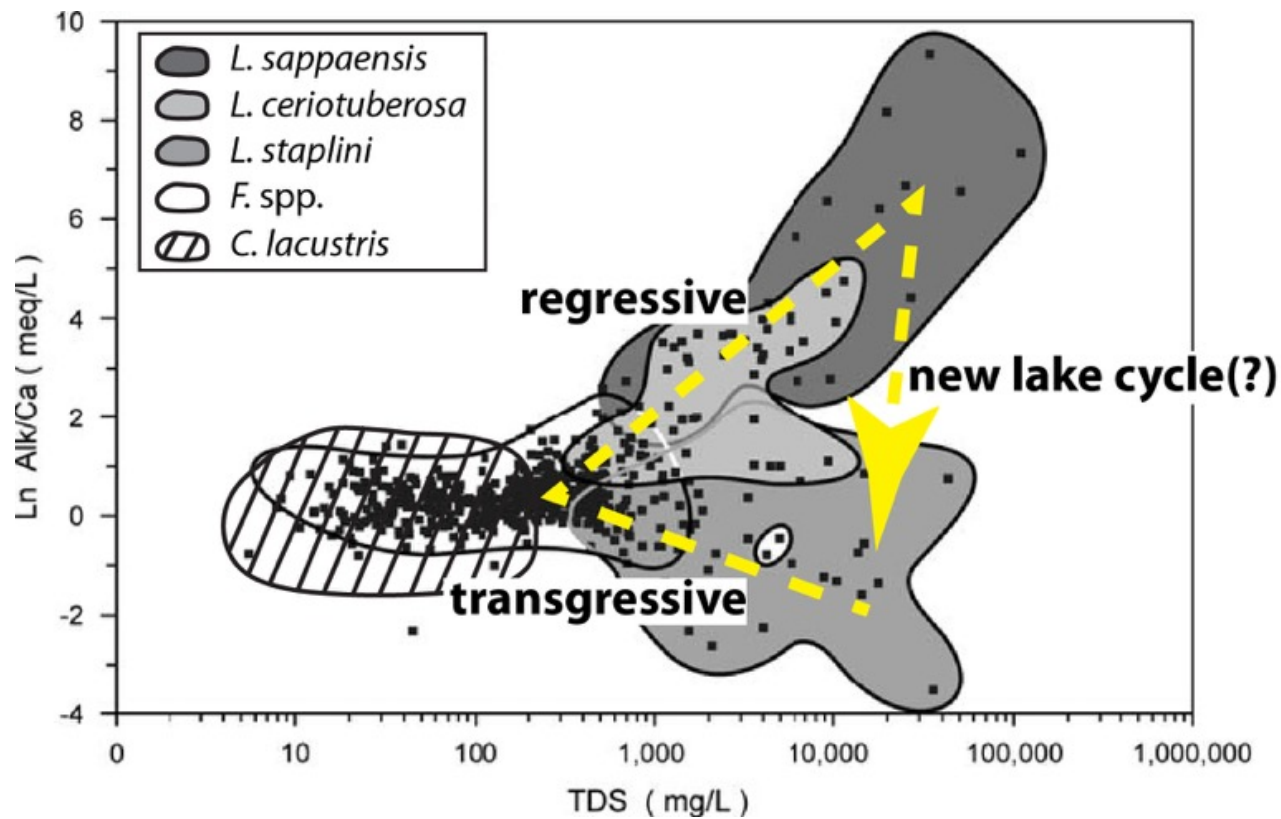 10
8
6
4
2
0
-2
-4
Ln Alk/Ca (meq/L)
L. sappaensis
L. ceriotuberosa
L. staplini
F. spp.
C. lacustris
regressive
new lake cycle(?)
transgressive
0 10 100 1,000 10,000 100,000 1,000,000
TDS (mg/L)